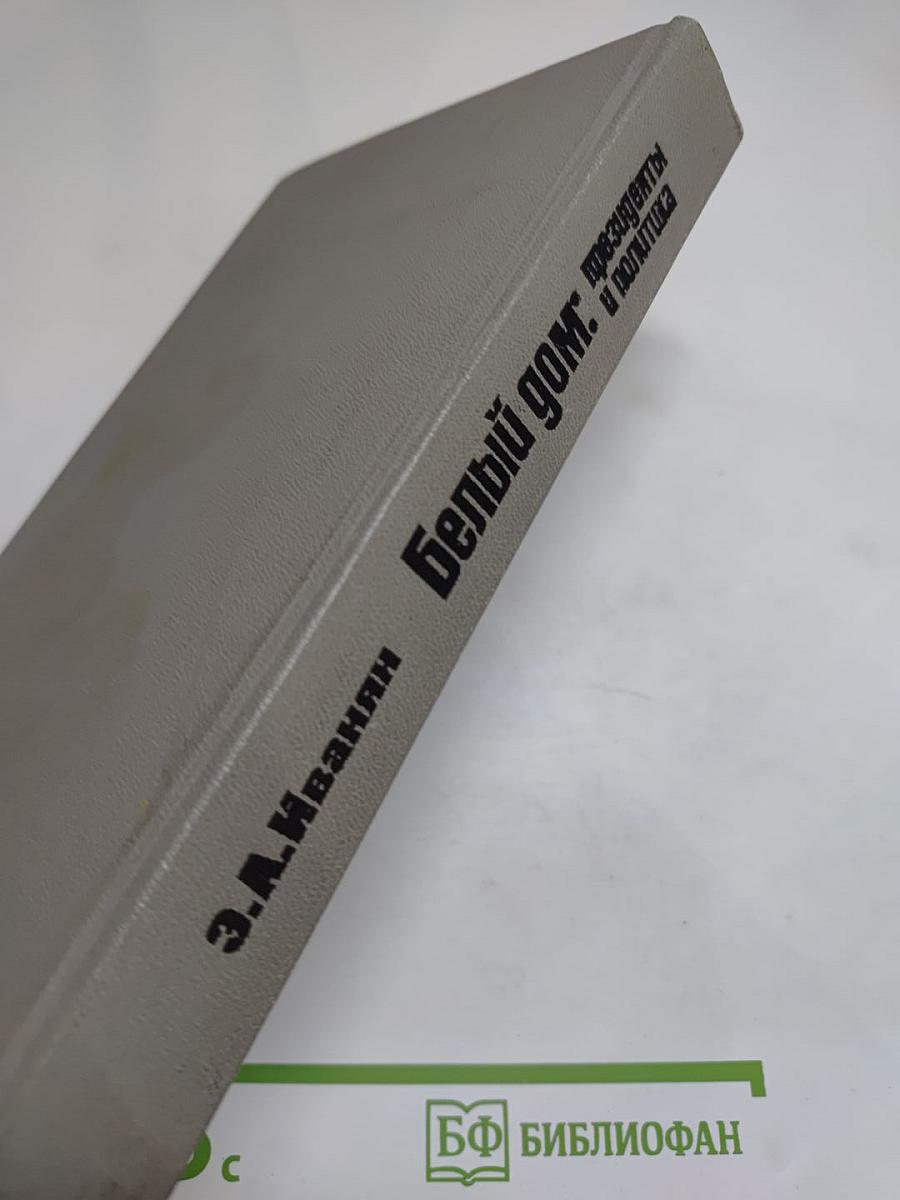 Э.А.Иванян
Белый дом:
президенты
и политика
с
БФ БИБЛИОФАН